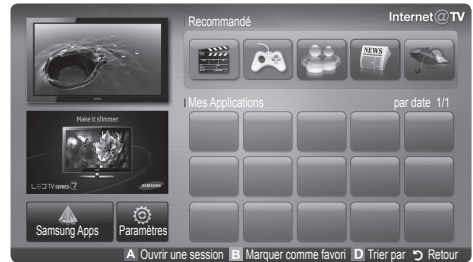 Internet@TV
Recommandé
NEWS
Mes Applications par date 1/1
Make it slimmer.
LED TV SERIES 7 SAMSUNG
Samsung Apps Paramètres
A Ouvrir une session B Marquer comme favori D Trier par Retour